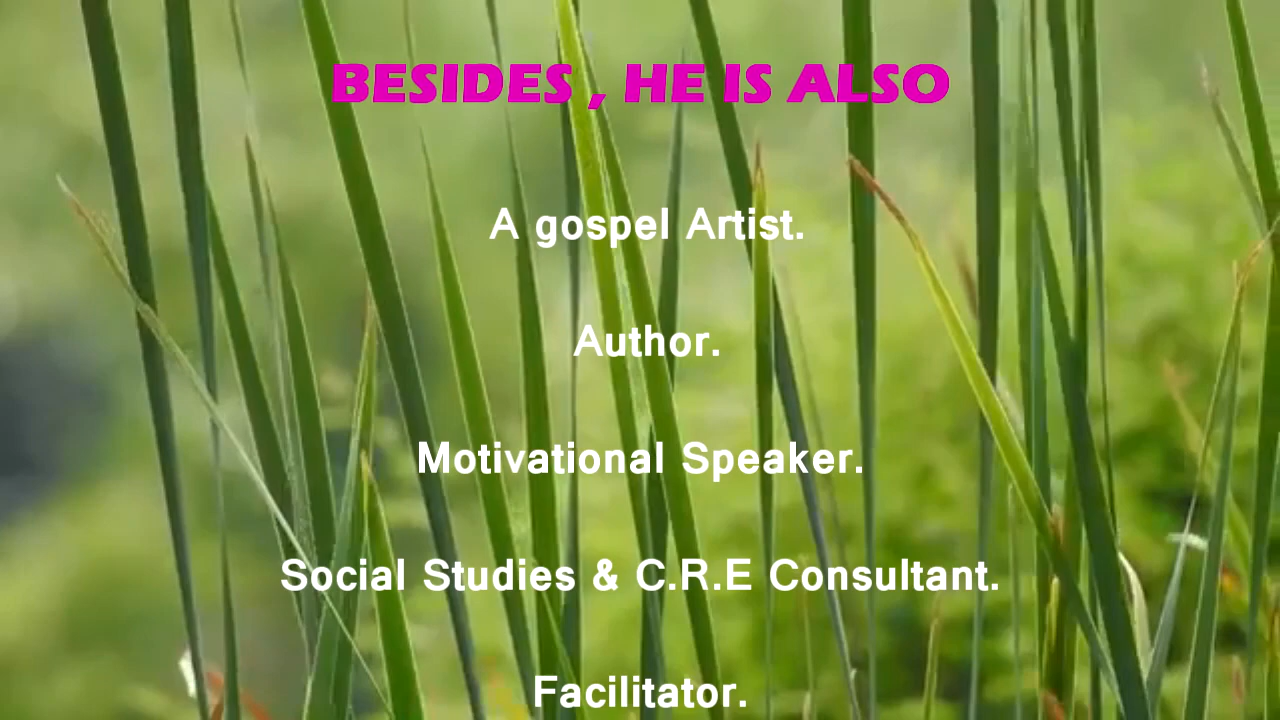 BESIDES , HE IS ALSO
A gospel Artist.
Author.
Motivational Speaker.
Social Studies & C.R.E Consultant.
Facilitator.